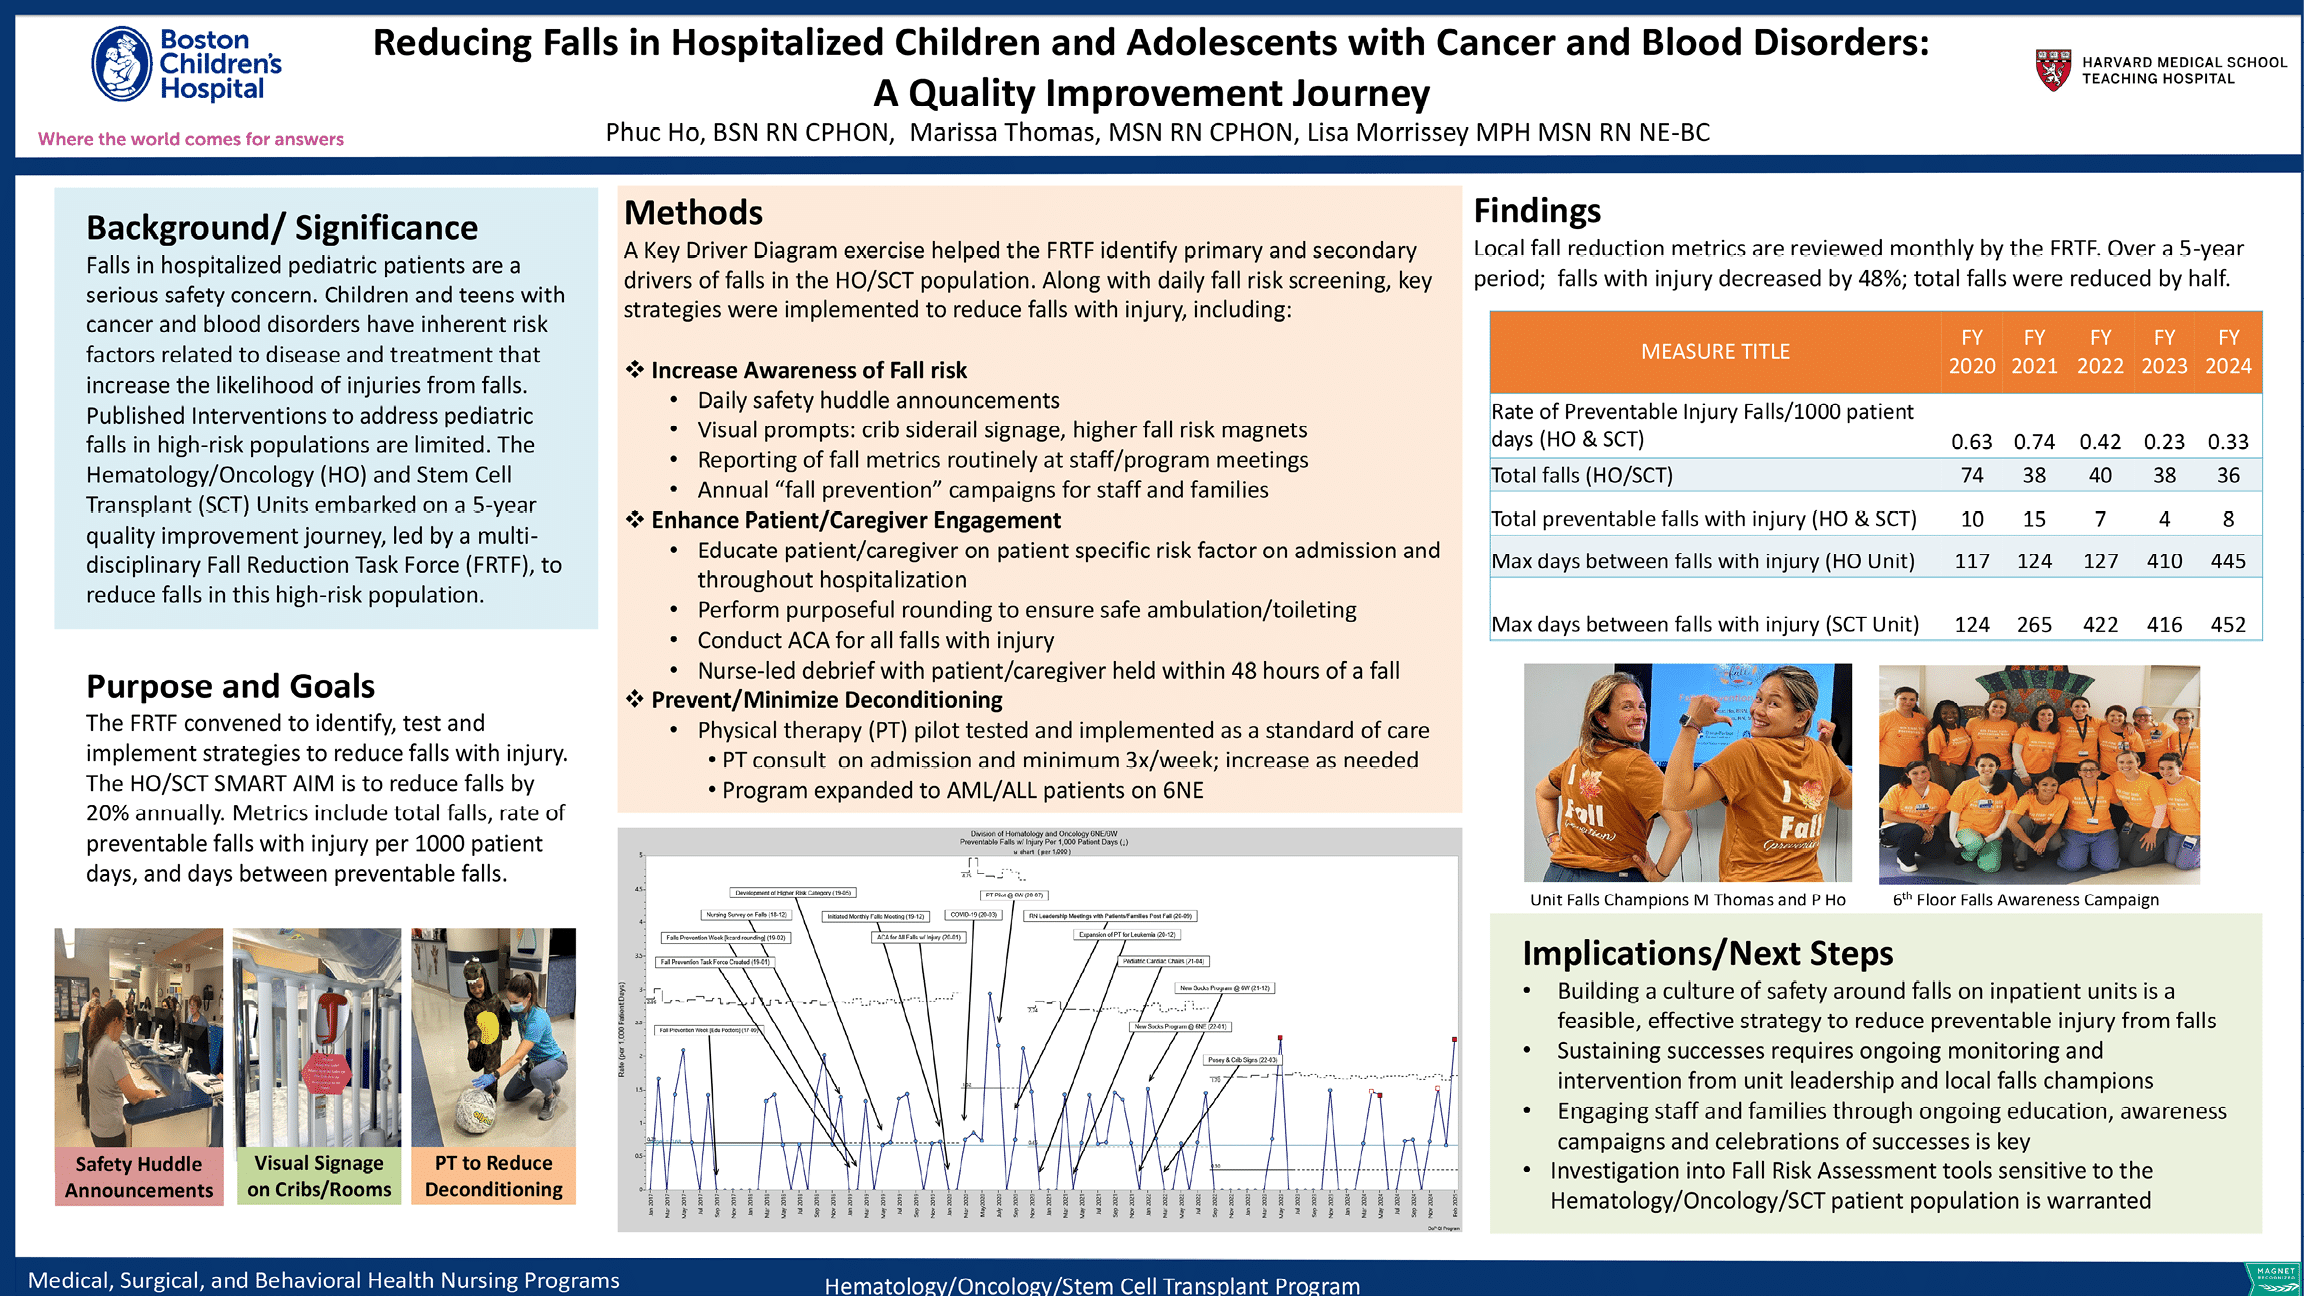 Boston
Children's
Hospital
Where the world comes for answers
Reducing Falls in Hospitalized Children and Adolescents with Cancer and Blood Disorders:
A Quality Improvement Journey
Phuc Ho, BSN RN CPHON, Marissa Thomas, MSN RN CPHON, Lisa Morrissey MPH MSN RN NE-BC
HARVARD MEDICAL SCHOOL
TEACHING HOSPITAL
Background/ Significance
Falls in hospitalized pediatric patients are a
serious safety concern. Children and teens with
cancer and blood disorders have inherent risk
factors related to disease and treatment that
increase the likelihood of injuries from falls.
Published Interventions to address pediatric
falls in high-risk populations are limited. The
Hematology/Oncology (HO) and Stem Cell
Transplant (SCT) Units embarked on a 5-year
quality improvement journey, led by a multi-
disciplinary Fall Reduction Task Force (FRTF), to
reduce falls in this high-risk population.
Purpose and Goals
The FRTF convened to identify, test and
implement strategies to reduce falls with injury.
The HO/SCT SMART AIM is to reduce falls by
20% annually. Metrics include total falls, rate of
preventable falls with injury per 1000 patient
days, and days between preventable falls.
Safety Huddle
Announcements
Visual Signage
on Cribs/Rooms
PT to Reduce
Deconditioning
Methods
A Key Driver Diagram exercise helped the FRTF identify primary and secondary
drivers of falls in the HO/SCT population. Along with daily fall risk screening, key
strategies were implemented to reduce falls with injury, including:
❖ Increase Awareness of Fall risk
• Daily safety huddle announcements
• Visual prompts: crib siderail signage, higher fall risk magnets
• Reporting of fall metrics routinely at staff/program meetings
• Annual “fall prevention” campaigns for staff and families
❖ Enhance Patient/Caregiver Engagement
• Educate patient/caregiver on patient specific risk factor on admission and
throughout hospitalization
• Perform purposeful rounding to ensure safe ambulation/toileting
• Conduct ACA for all falls with injury
• Nurse-led debrief with patient/caregiver held within 48 hours of a fall
❖ Prevent/Minimize Deconditioning
• Physical therapy (PT) pilot tested and implemented as a standard of care
• PT consult on admission and minimum 3x/week; increase as needed
• Program expanded to AML/ALL patients on 6NE
Division of Hematology and Oncology 6NE/6W
Preventable Falls w/ Injury Per 1,000 Patient Days (↓)
u chart (per 1,000)
Development of Higher Risk Category (19-05)
PT Pilot @ 6W (20-07)
Nursing Survey on Falls (18-12)
Initiated Monthly Falls Meeting (19-12)
COVID-19 (20-03)
RN Leadership Meetings with Patients/Families Post Fall (20-09)
Falls Prevention Week [board rounding] (19-02)
ACA for All Falls w/ Injury (20-01)
Expansion of PT for Leukemia (20-12)
Fall Prevention Task Force Created (19-01)
Pediatric Cardiac Chairs (21-04)
New Socks Program @ 6W (21-12)
Fall Prevention Week [Edu Posters] (17-09)
New Socks Program @ 6NE (22-01)
Posey & Crib Signs (22-03)
Rate (per 1,000 Patient Days)
Findings
Local fall reduction metrics are reviewed monthly by the FRTF. Over a 5-year
period; falls with injury decreased by 48%; total falls were reduced by half.
MEASURE TITLE FY 2020 FY 2021 FY 2022 FY 2023 FY 2024
Rate of Preventable Injury Falls/1000 patient
days (HO & SCT) 0.63 0.74 0.42 0.23 0.33
Total falls (HO/SCT) 74 38 40 38 36
Total preventable falls with injury (HO & SCT) 10 15 7 4 8
Max days between falls with injury (HO Unit) 117 124 127 410 445
Max days between falls with injury (SCT Unit) 124 265 422 416 452
I
Fall
(prevention)
I
Fall
(prevention)
Unit Falls Champions M Thomas and P Ho
6th Floor Falls Awareness Campaign
Implications/Next Steps
• Building a culture of safety around falls on inpatient units is a
feasible, effective strategy to reduce preventable injury from falls
• Sustaining successes requires ongoing monitoring and
intervention from unit leadership and local falls champions
• Engaging staff and families through ongoing education, awareness
campaigns and celebrations of successes is key
• Investigation into Fall Risk Assessment tools sensitive to the
Hematology/Oncology/SCT patient population is warranted
Medical, Surgical, and Behavioral Health Nursing Programs
Hematology/Oncology/Stem Cell Transplant Program
MAGNET
RECOGNIZED